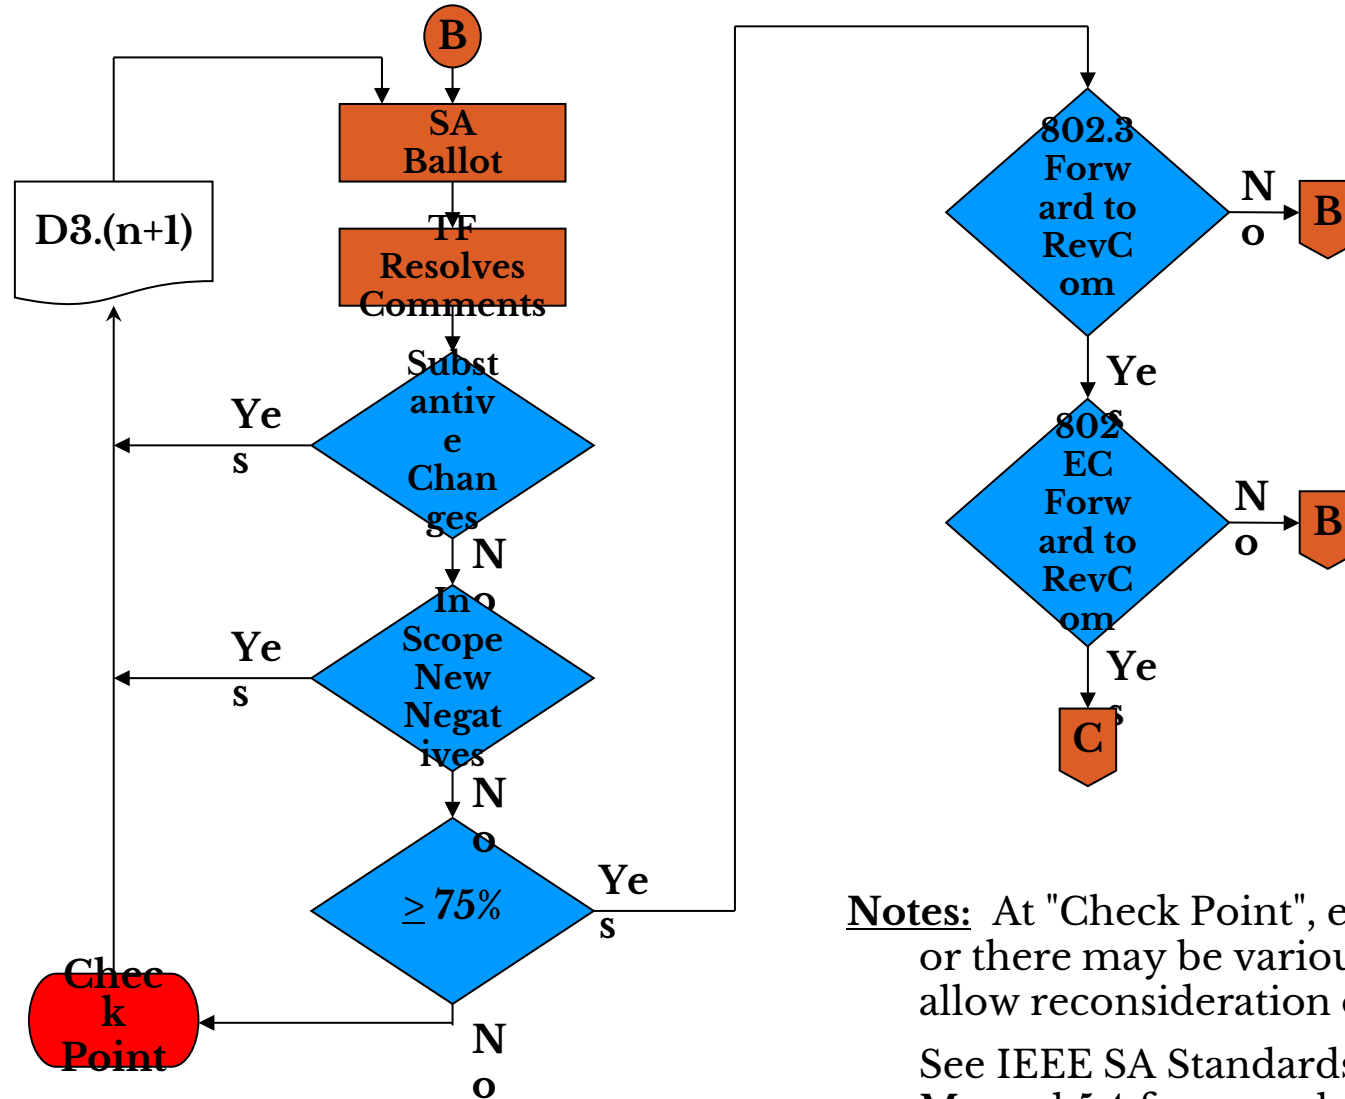 B
SA
Ballot
D3.(n+1)
TF
Resolves
Comments
Subst
antiv
e
Chan
ges
Ye
s
N
o
In
Scope
New
Negat
ives
Ye
s
N
o
≥ 75%
Ye
s
N
o
Chec
k
Point
802.3
Forw
ard to
RevC
om
N
o
B
Ye
s
802
EC
Forw
ard to
RevC
om
N
o
B
Ye
s
C
Notes: At "Check Point", e
or there may be variou
allow reconsideration
See IEEE SA Standards